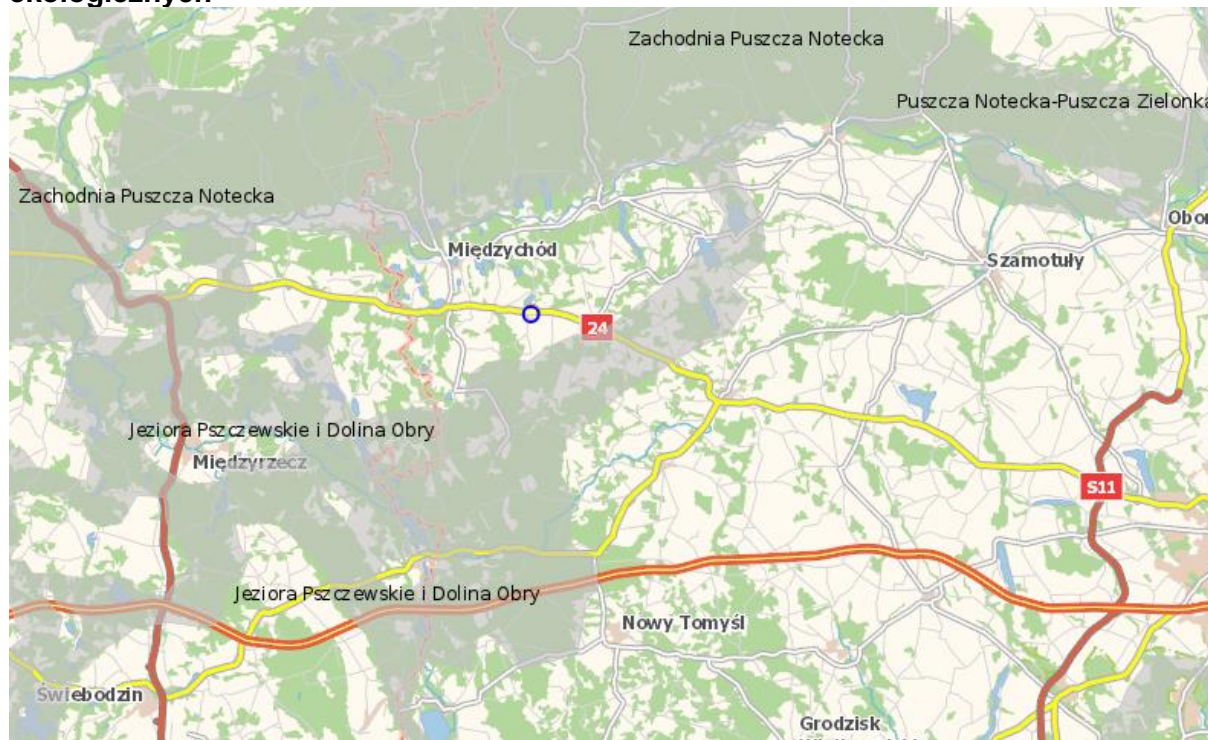 ekologicznych
Zachodnia Puszcza Notecka
Puszcza Notecka-Puszcza Zielonka
Zachodnia Puszcza Notecka
Obor
Międzychód
Szamotuły
24
Jeziora Pszczewskie i Dolina Obry
Międzyrzecz
S11
Jeziora Pszczewskie i Dolina Obry
Nowy Tomyśl
Świebodzin
Grodzisk